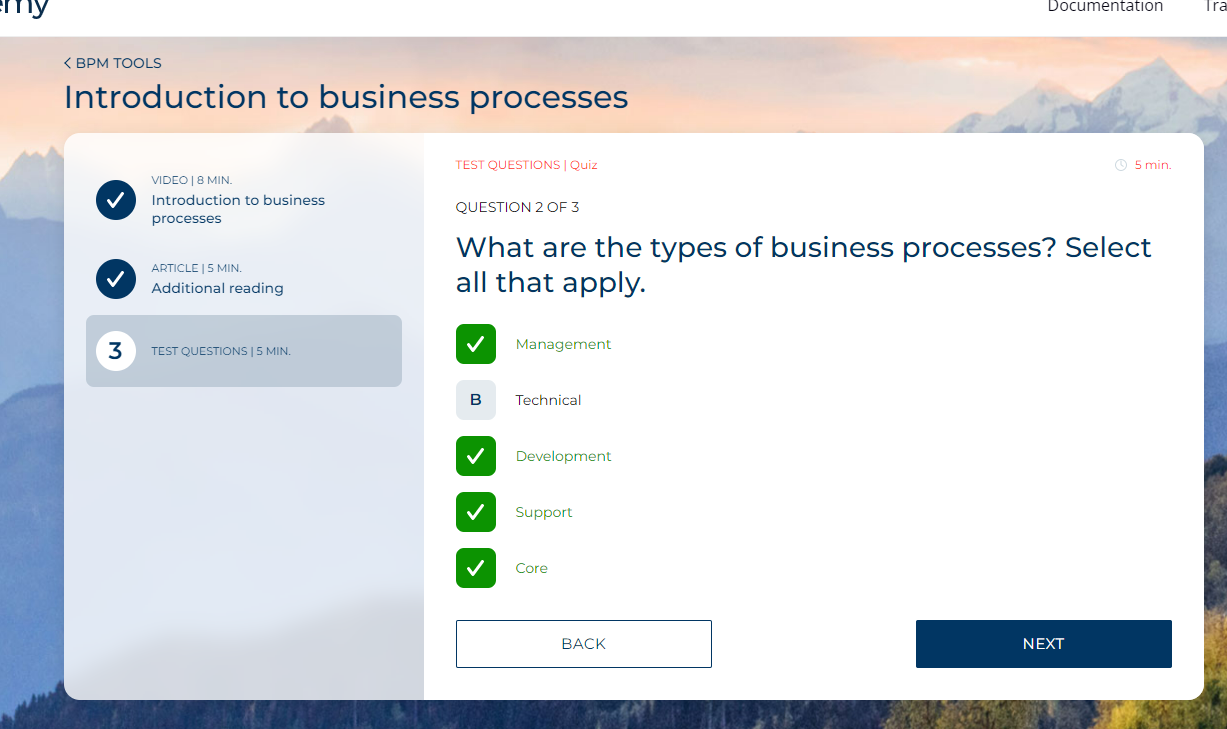 Documentation
BPM TOOLS
Introduction to business processes
VIDEO | 8 MIN.
Introduction to business
processes
ARTICLE | 5 MIN.
Additional reading
3
TEST QUESTIONS | 5 MIN.
TEST QUESTIONS | Quiz
5 min.
QUESTION 2 OF 3
What are the types of business processes? Select
all that apply.
Management
B
Technical
Development
Support
Core
BACK
NEXT